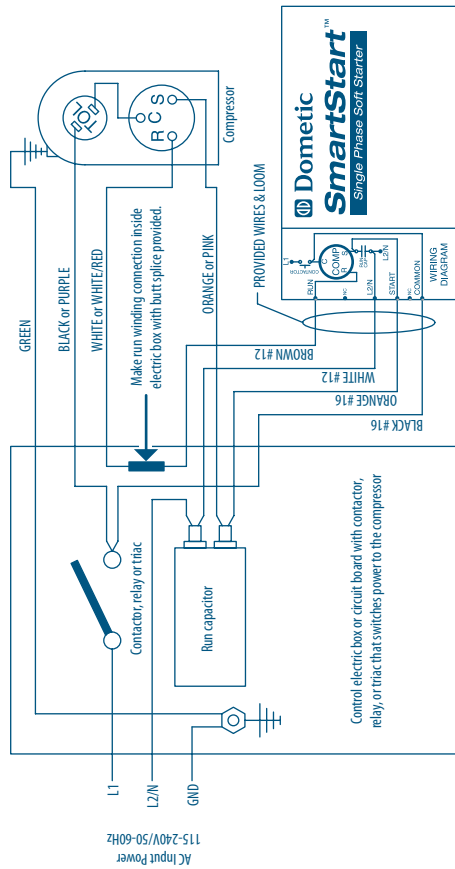 GREEN
BLACK or PURPLE
WHITE or WHITE/RED
Make run winding connection inside
electric box with butt splice provided.
ORANGE or PINK
R C S
Compressor
PROVIDED WIRES & LOOM
Dometic
SmartStart
Single Phase Soft Starter
L1
CONTACTOR
C
COMP
R
S
RUN
CAP
L2/N
RUN
NC
L2/N
START
NC
COMMON
WIRING
DIAGRAM
BROWN #12
WHITE #12
ORANGE #16
BLACK #16
Contactor, relay or triac
Run capacitor
Control electric box or circuit board with contactor,
relay, or triac that switches power to the compressor
L1
L2/N
GND
AC Input Power
115-240V/50-60Hz